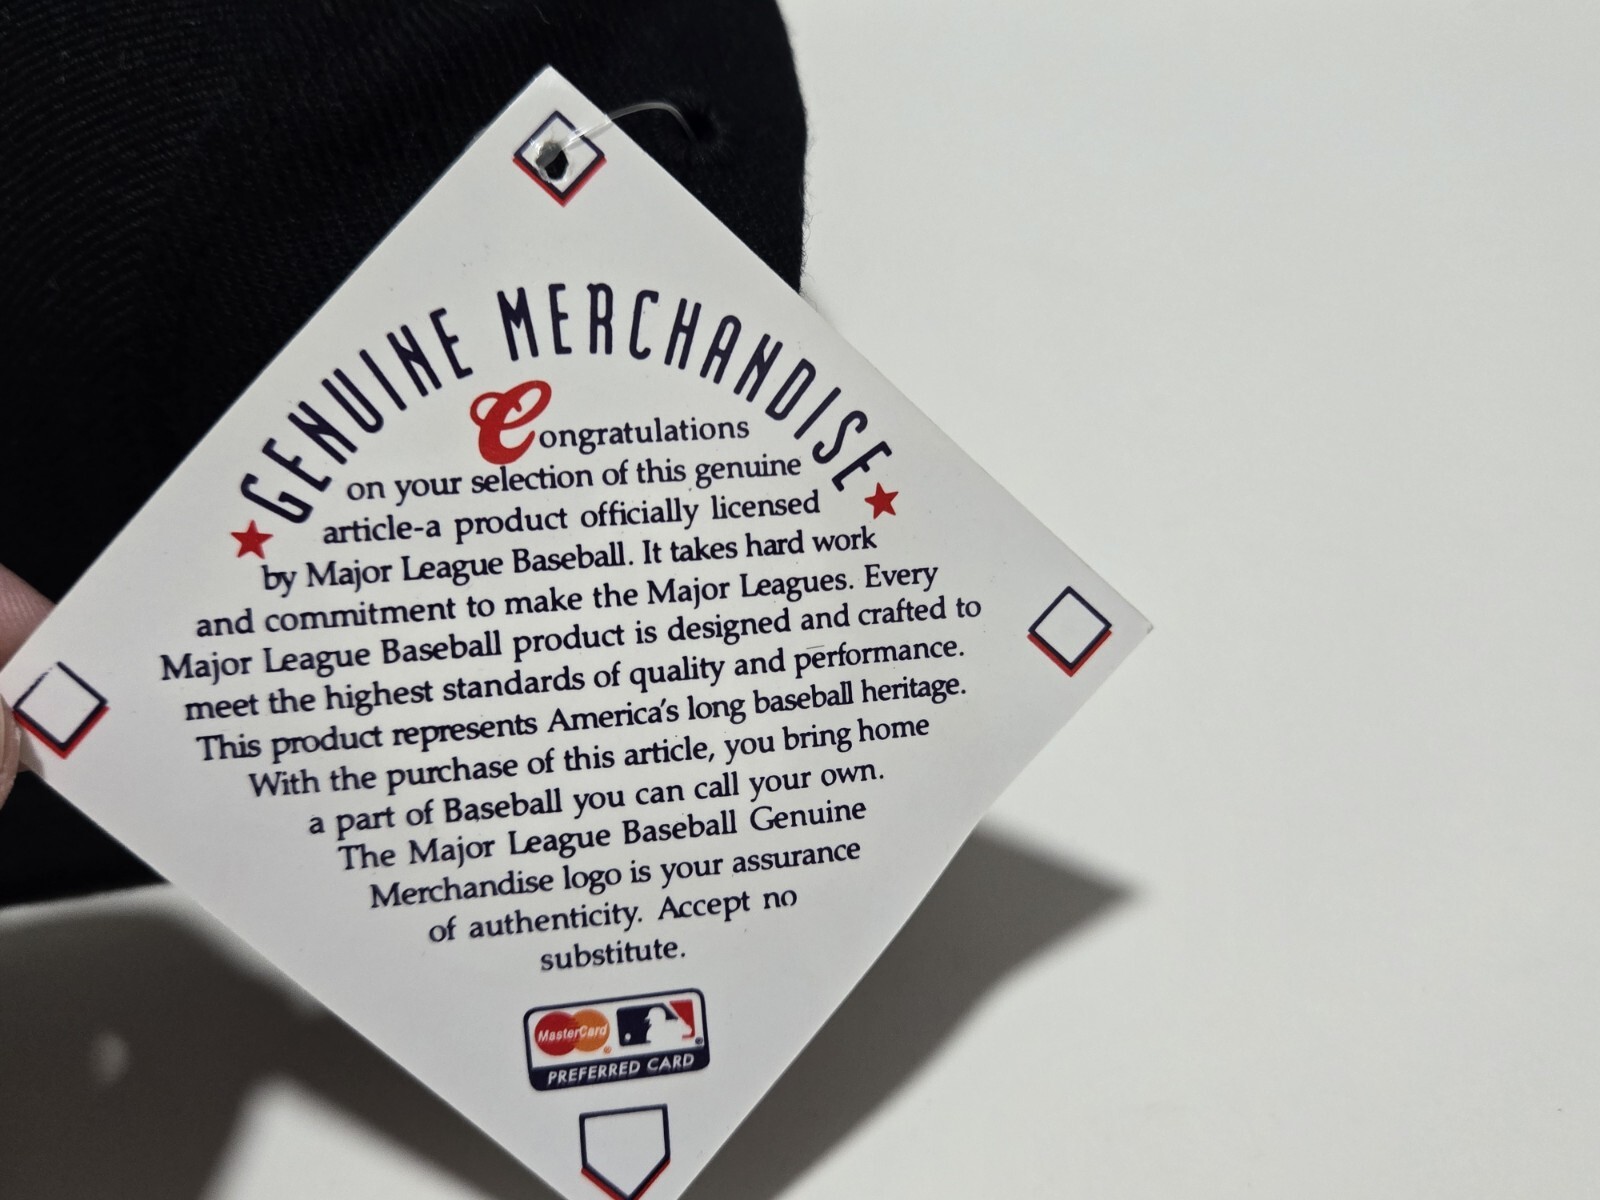 GENUINE MERCHANDISE
Congratulations
on your selection of this genuine
article-a product officially licensed
by Major League Baseball. It takes hard work
and commitment to make the Major Leagues. Every
Major League Baseball product is designed and crafted to
meet the highest standards of quality and performance.
This product represents America's long baseball heritage.
With the purchase of this article, you bring home
a part of Baseball you can call your own.
The Major League Baseball Genuine
Merchandise logo is your assurance
of authenticity. Accept no
substitute.
MasterCard
PREFERRED CARD